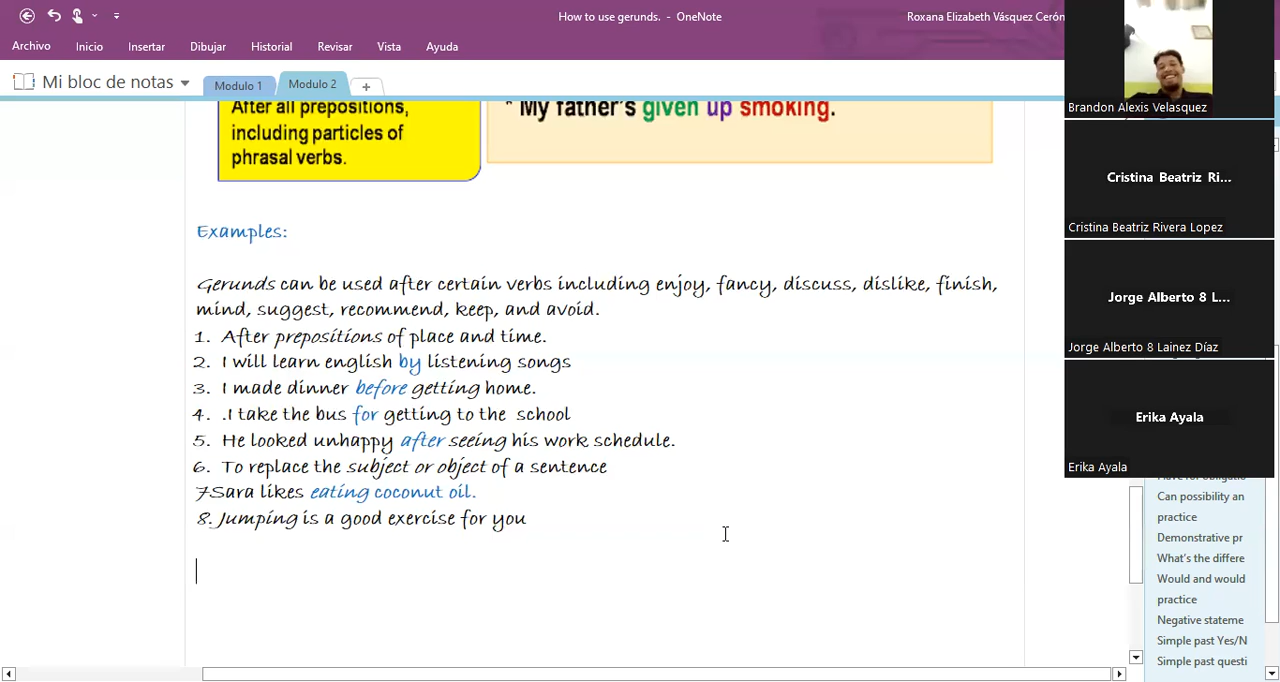 How to use gerunds. - OneNote
Roxana Elizabeth Vásquez Cerón
Archivo Inicio Insertar Dibujar Historial Revisar Vista Ayuda
Mi bloc de notas Modulo 1 Modulo 2 +
After all prepositions,
including particles of
phrasal verbs.
* My father's given up smoking.
Examples:
Gerunds can be used after certain verbs including enjoy, fancy, discuss, dislike, finish,
mind, suggest, recommend, keep, and avoid.
1. After prepositions of place and time.
2. I will learn english by listening songs
3. I made dinner before getting home.
4. .I take the bus for getting to the school
5. He looked unhappy after seeing his work schedule.
6. To replace the subject or object of a sentence
7Sara likes eating coconut oil.
8. Jumping is a good exercise for you
Brandon Alexis Velasquez
Cristina Beatriz Ri...
Cristina Beatriz Rivera Lopez
Jorge Alberto 8 L...
Jorge Alberto 8 Lainez Díaz
Erika Ayala
Erika Ayala
Can possibility an
practice
Demonstrative pr
What's the differe
Would and would
practice
Negative stateme
Simple past Yes/N
Simple past questi